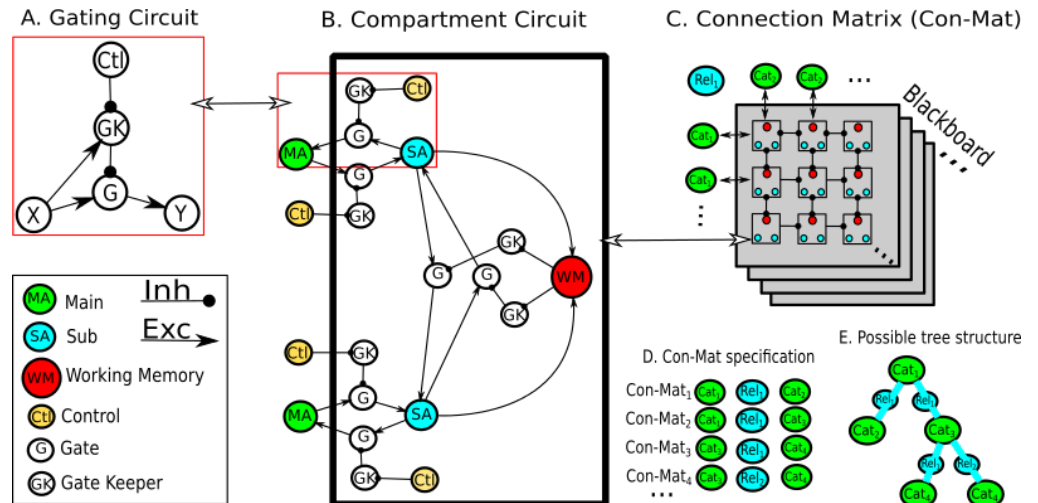 A. Gating Circuit
B. Compartment Circuit
C. Connection Matrix (Con-Mat)
Ctl
GK
X
G
Y
GK
Ctl
G
MA
SA
G
Ctl
GK
GK
G
G
WM
GK
Ctl
GK
G
MA
SA
G
GK
Ctl
Rel₁
Cat₂
Cat₂
...
Blackboard
...
Cat₁
Cat₁
...
...
MA Main
Inh
SA Sub
Exc
WM Working Memory
Ctl Control
G Gate
GK Gate Keeper
D. Con-Mat specification
Con-Mat₁ Cat₁ Rel₁ Cat₂
Con-Mat₂ Cat₁ Rel₁ Cat₃
Con-Mat₃ Cat₃ Rel₁ Cat₄
Con-Mat₄ Cat₃ Rel₂ Cat₄
...
E. Possible tree structure
Cat₁
Rel₁ Rel₁
Cat₂ Cat₃
Rel₁ Rel₂
Cat₄ Cat₄